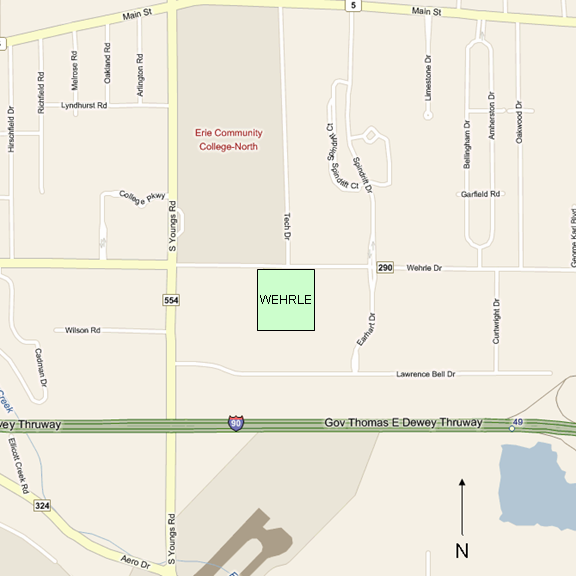 5
Main St
Main St
Hirschfield Dr
Richfield Rd
Melrose Rd
Oakland Rd
Arlington Rd
Lyndhurst Rd
Limestone Dr
Bellingham Dr
Amherston Dr
Oakwood Dr
Erie Community
College-North
Spindrift Ct
Spindrift Dr
College Pkwy
S Youngs Rd
Tech Dr
Garfield Rd
George Karl Blvd
290
Wehrle Dr
WEHRLE
554
Wilson Rd
Cadman Dr
Earhart Dr
Curtwright Dr
Lawrence Bell Dr
Creek
vey Thruway
90
Gov Thomas E Dewey Thruway
49
Ellicott Creek Rd
324
Aero Dr
S Youngs Rd
N